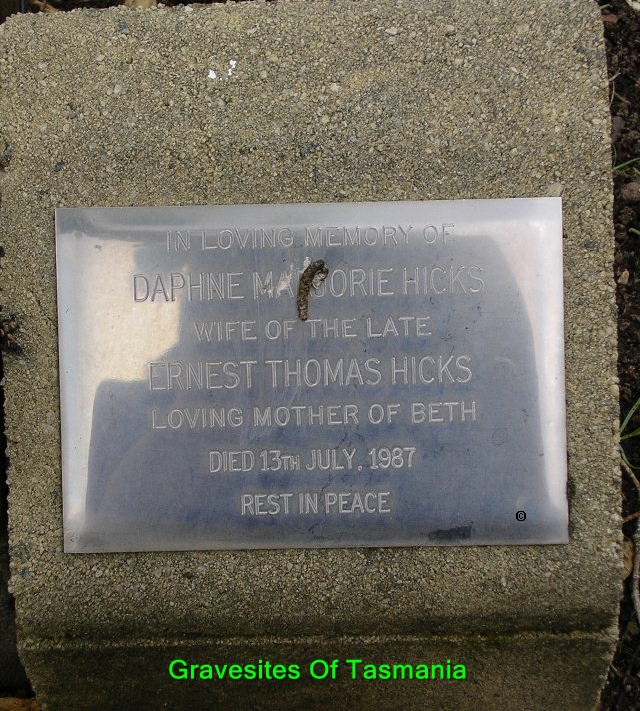 IN LOVING MEMORY OF
DAPHNE MARJORIE HICKS
WIFE OF THE LATE
ERNEST THOMAS HICKS
LOVING MOTHER OF BETH
DIED 13TH JULY, 1987
REST IN PEACE
©
Gravesites Of Tasmania